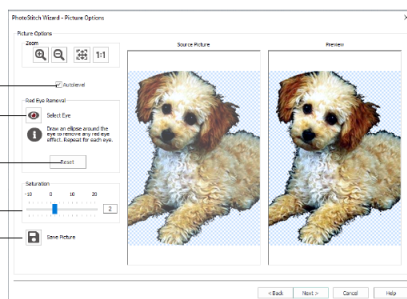 PhotoStitch Wizard - Picture Options
Picture Options
Zoom
1:1
Source Picture
Preview
Autolevel
Red Eye Removal
Select Eye
Draw an ellipse around the
eye to remove any red eye
effect. Repeat for each eye.
Reset
Saturation
-10 0 10 20
2
Save Picture
< Back Next > Cancel Help